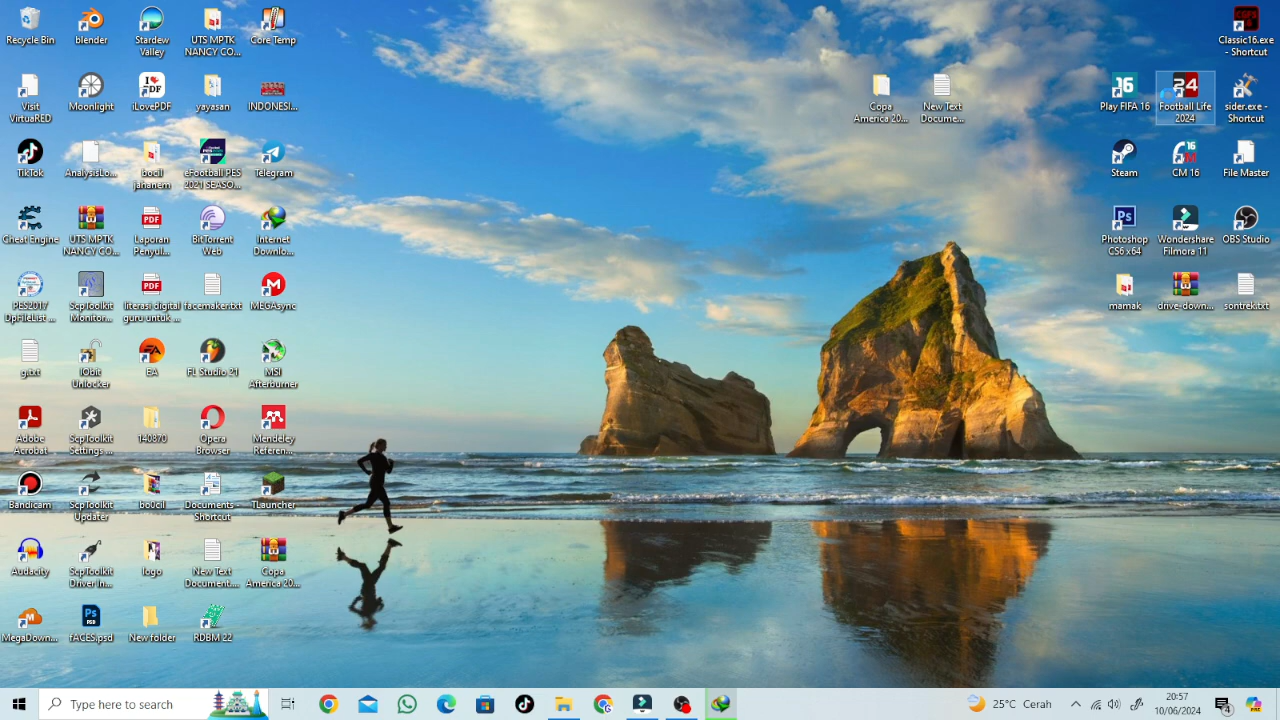 Recycle Bin
blender
Stardew
Valley
UTS MPTK
NANCY CO...
Core Temp
Visit
VirtuaRED
Moonlight
iLovePDF
yayasan
INDONESI...
TikTok
AnalysisLo...
bocil
jahanem
eFootball PES
2021 SEASO...
Telegram
Cheat Engine
UTS MPTK
NANCY CO...
Laporan
Penyul...
BitTorrent
Web
Internet
Downlo...
PES2017
DpFileList ...
ScpToolkit
Monitor...
literasi digital
guru untuk ...
facemaker.txt
MEGAsync
IObit
Unlocker
EA
FL Studio 21
MSI
Afterburner
Adobe
Acrobat
ScpToolkit
Settings ...
140870
Opera
Browser
Mendeley
Referen...
Bandicam
ScpToolkit
Updater
bo0cil
Documents -
Shortcut
TLauncher
Audacity
ScpToolkit
Driver In...
logo
New Text
Document....
Copa
America 20...
MegaDown...
fACES.psd
New folder
RDBM 22
Copa
America 20...
New Text
Docume...
Classic16.exe
- Shortcut
Play FIFA 16
Football Life
2024
sider.exe -
Shortcut
Steam
CM 16
File Master
Photoshop
CS6 x64
Wondershare
Filmora 11
OBS Studio
mamak
drive-down...
sontrek.txt
Type here to search
25°C Cerah
20:57
10/06/2024
4